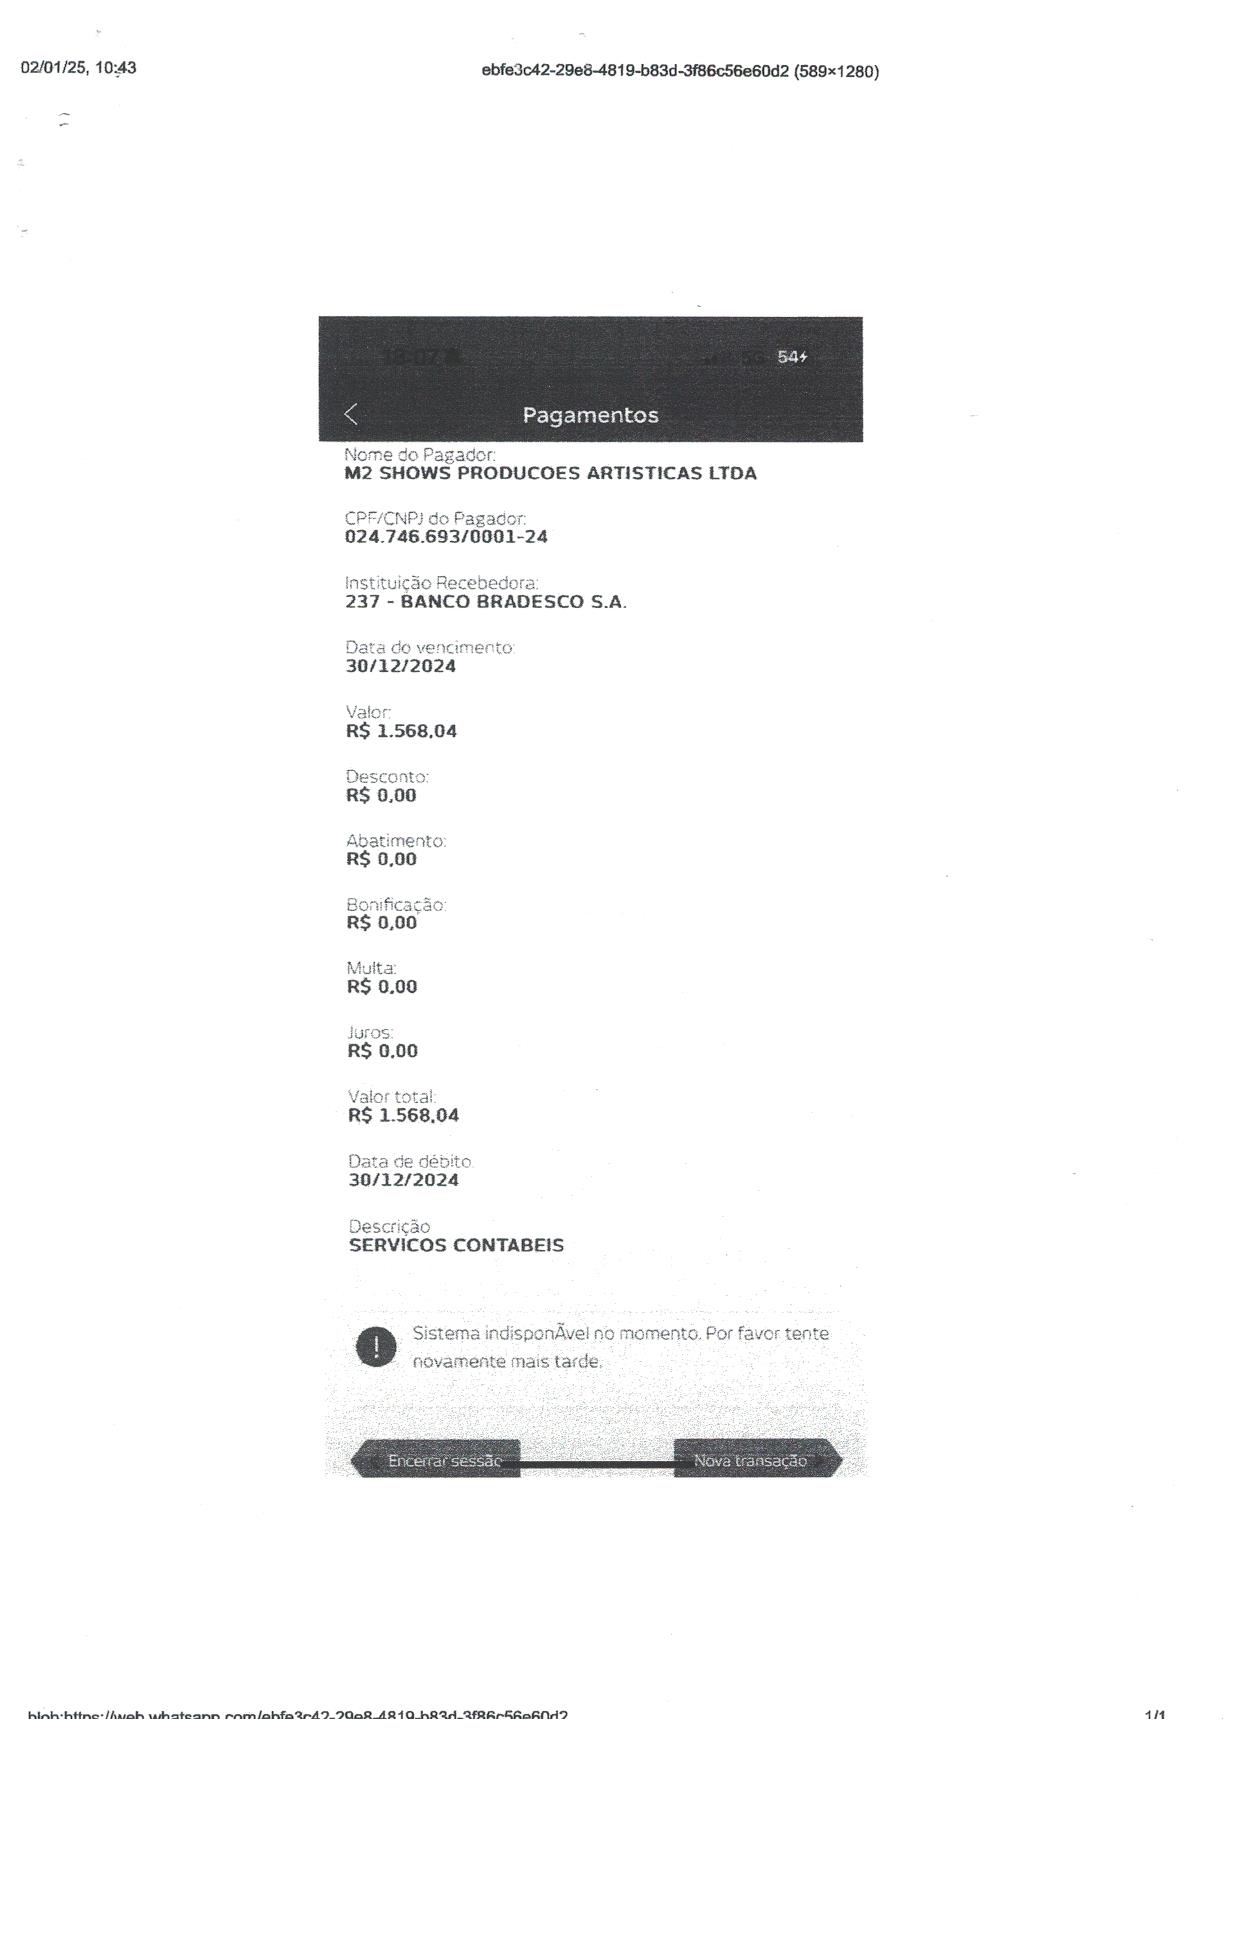 02/01/25, 10:43
ebfe3c42-29e8-4819-b83d-3f86c56e60d2 (589×1280)
18:07
5G 54
Pagamentos
Nome do Pagador:
M2 SHOWS PRODUCOES ARTISTICAS LTDA
CPF/CNPJ do Pagador:
024.746.693/0001-24
Instituição Recebedora:
237 - BANCO BRADESCO S.A.
Data do vencimento:
30/12/2024
Valor:
R$ 1.568,04
Desconto:
R$ 0,00
Abatimento:
R$ 0,00
Bonificação:
R$ 0,00
Multa:
R$ 0,00
Juros:
R$ 0,00
Valor total:
R$ 1.568,04
Data de débito:
30/12/2024
Descrição
SERVICOS CONTABEIS
Sistema indisponÃvel no momento. Por favor tente
novamente mais tarde.
Encerrar sessão
Nova transação
blob:https://web.whatsapp.com/ebfe3c42-29e8-4819-b83d-3f86c56e60d2
1/1